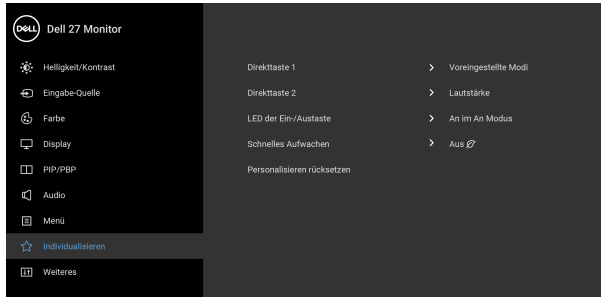 DELL Dell 27 Monitor
Helligkeit/Kontrast
Direkttaste 1 Voreingestellte Modi
Eingabe-Quelle
Direkttaste 2 Lautstärke
Farbe
LED der Ein-/Austaste An im An Modus
Display
Schnelles Aufwachen Aus
PIP/PBP
Personalisieren rücksetzen
Audio
Menü
Individualisieren
Weiteres